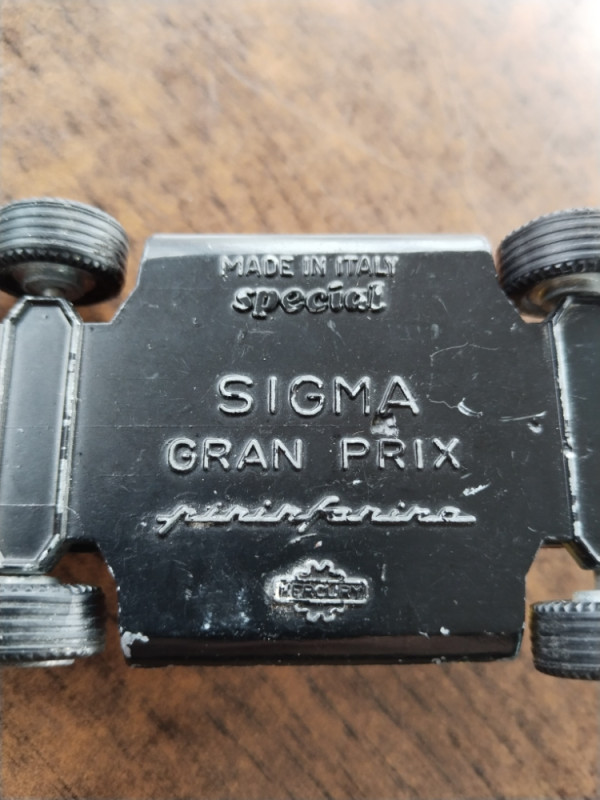 MADE IN ITALY
special
SIGMA
GRAN PRIX
pininfarina
MERCURY